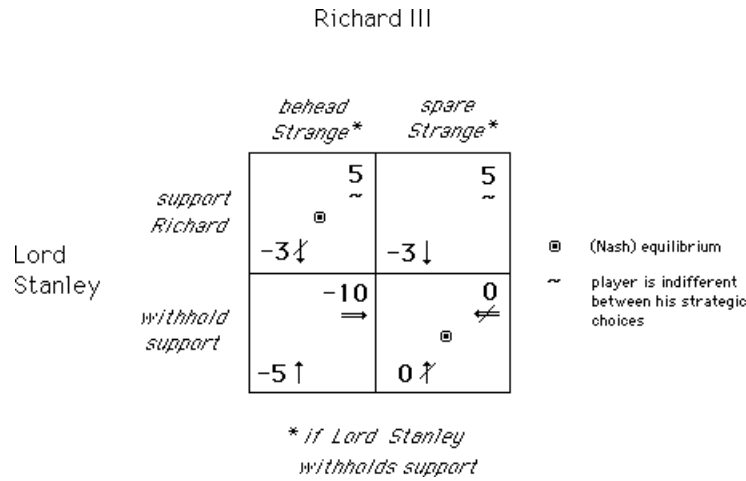 Richard III
behead
Strange*
spare
Strange*
support
Richard
5
~
-3
5
~
-3
Lord
Stanley
withhold
support
-10
-5
0
0
(Nash) equilibrium
~ player is indifferent
between his strategic
choices
* if Lord Stanley
withholds support